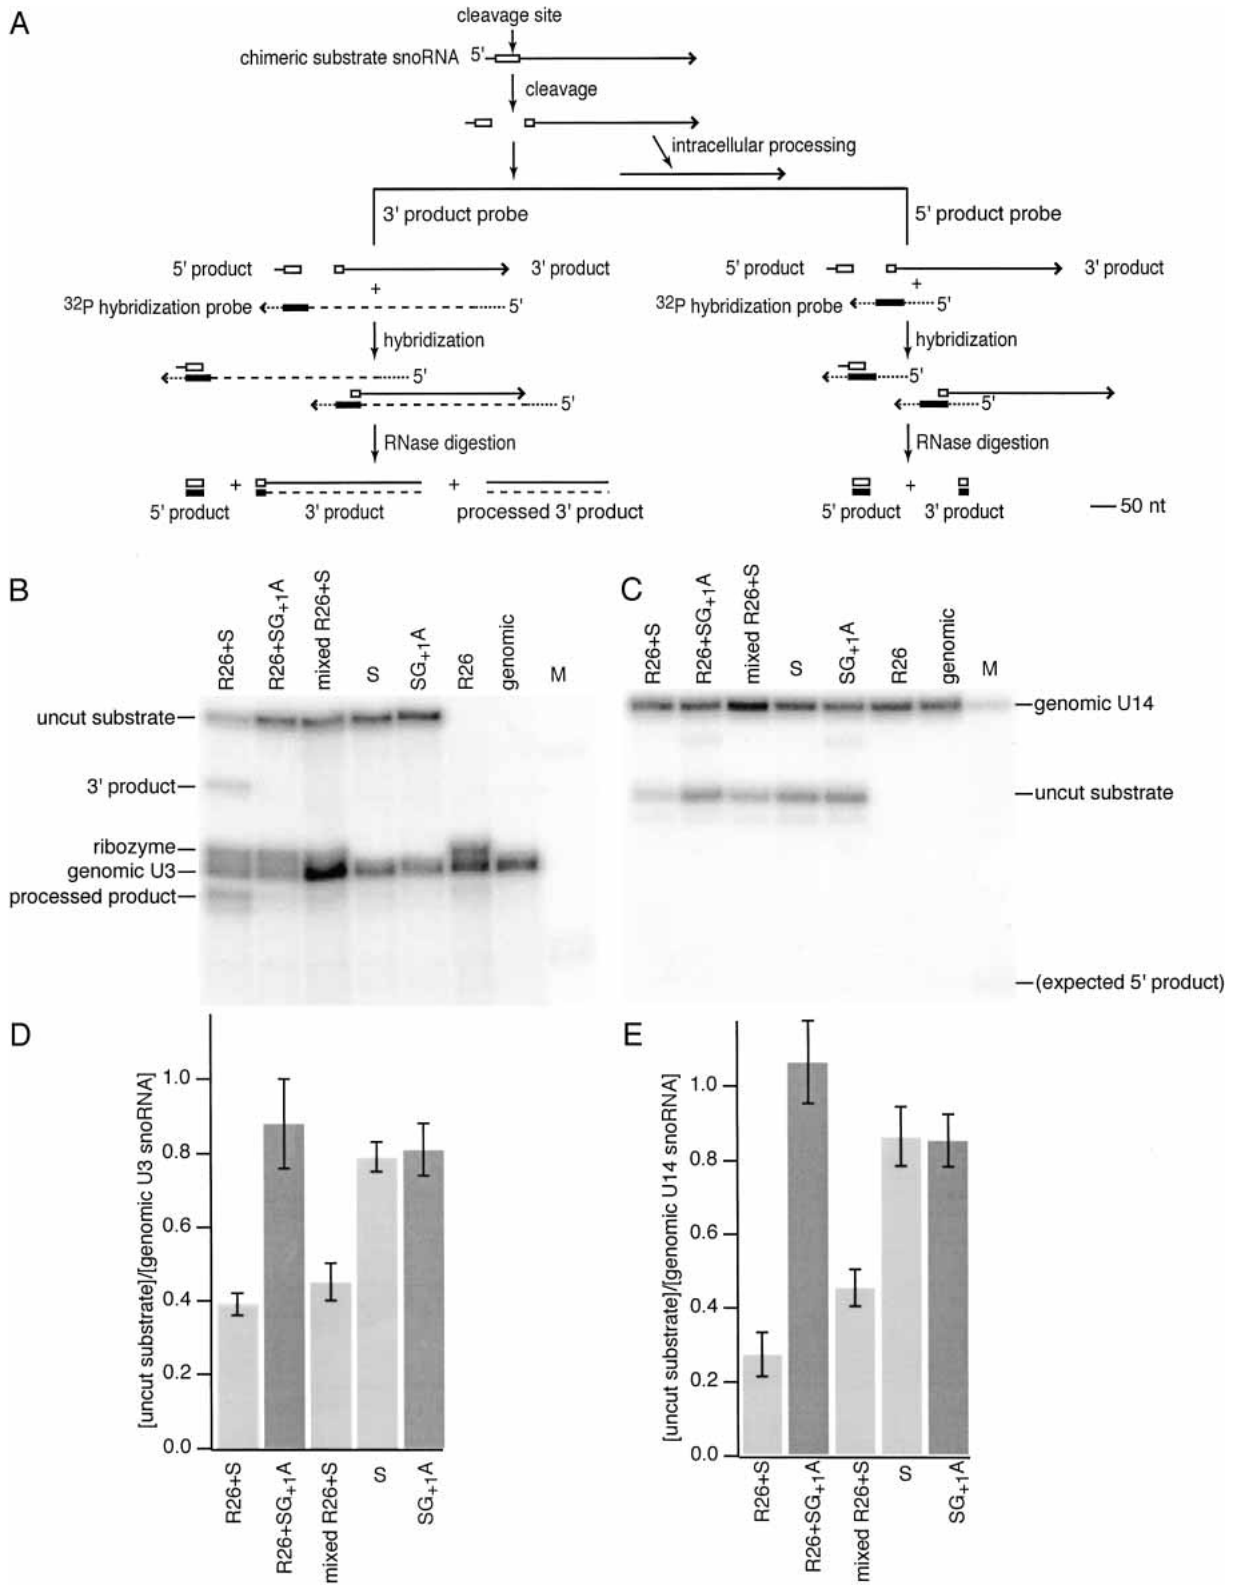 A
cleavage site
chimeric substrate snoRNA 5'
cleavage
intracellular processing
3' product probe
5' product probe
5' product
3' product
5' product
3' product
+
+
32P hybridization probe
5'
32P hybridization probe
5'
hybridization
hybridization
5'
5'
5'
5'
RNase digestion
RNase digestion
+
+
+
5' product
3' product
processed 3' product
5' product
3' product
50 nt
B
R26+S
R26+SG+1A
mixed R26+S
S
SG+1A
R26
genomic
M
uncut substrate
3' product
ribozyme
genomic U3
processed product
C
R26+S
R26+SG+1A
mixed R26+S
S
SG+1A
R26
genomic
M
genomic U14
uncut substrate
(expected 5' product)
D
[uncut substrate]/[genomic U3 snoRNA]
1.0
0.8
0.6
0.4
0.2
0.0
R26+S
R26+SG+1A
mixed R26+S
S
SG+1A
E
[uncut substrate]/[genomic U14 snoRNA]
1.0
0.8
0.6
0.4
0.2
0.0
R26+S
R26+SG+1A
mixed R26+S
S
SG+1A